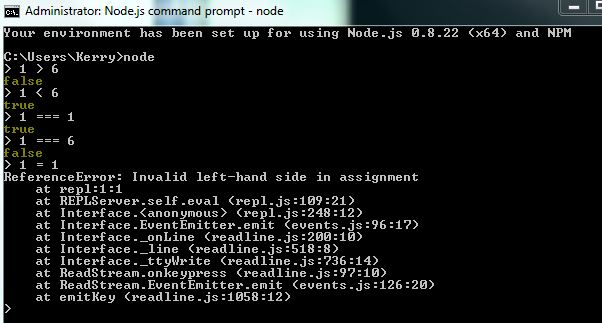 Administrator: Node.js command prompt - node
Your environment has been set up for using Node.js 0.8.22 (x64) and NPM
C:\Users\Kerry>node
> 1 > 6
false
> 1 < 6
true
> 1 === 1
true
> 1 === 6
false
> 1 = 1
ReferenceError: Invalid left-hand side in assignment
    at repl:1:1
    at REPLServer.self.eval (repl.js:109:21)
    at Interface.<anonymous> (repl.js:248:12)
    at Interface.EventEmitter.emit (events.js:96:17)
    at Interface._onLine (readline.js:200:10)
    at Interface._line (readline.js:518:8)
    at Interface._ttyWrite (readline.js:736:14)
    at ReadStream.onkeypress (readline.js:97:10)
    at ReadStream.EventEmitter.emit (events.js:126:20)
    at emitKey (readline.js:1058:12)
>